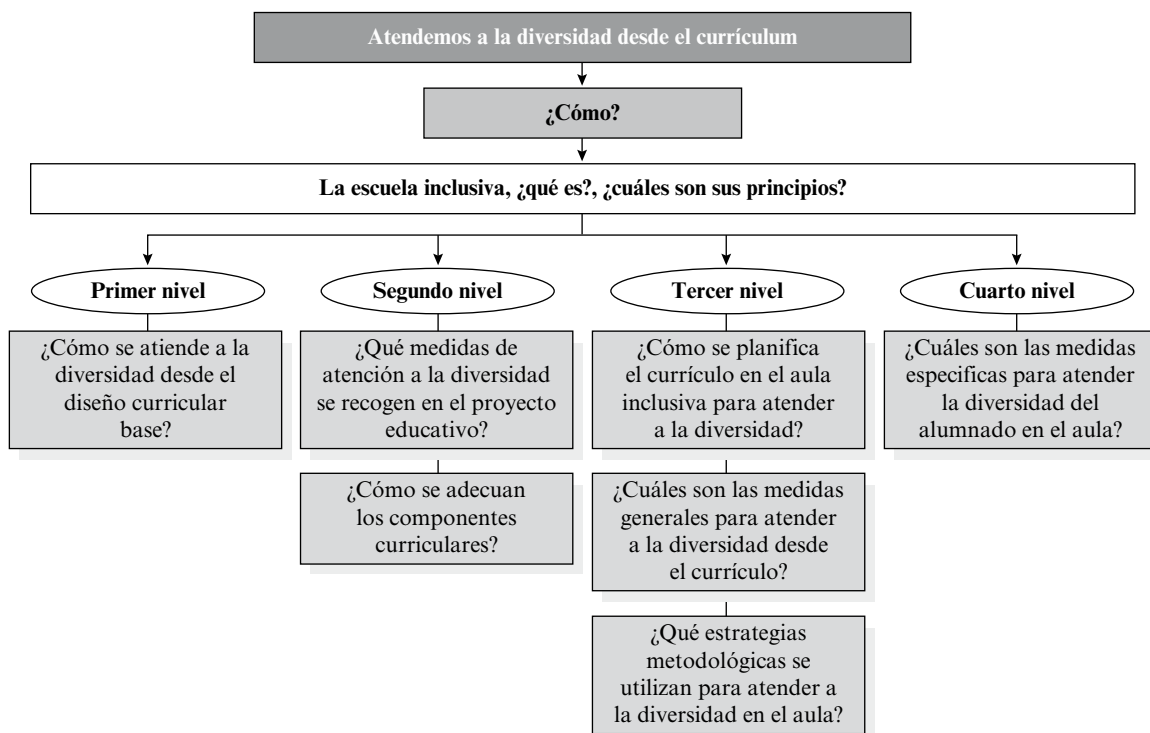 Atendemos a la diversidad desde el currículum
¿Cómo?
La escuela inclusiva, ¿qué es?, ¿cuáles son sus principios?
Primer nivel
¿Cómo se atiende a la
diversidad desde el
diseño curricular
base?
Segundo nivel
¿Qué medidas de
atención a la diversidad
se recogen en el proyecto
educativo?
¿Cómo se adecuan
los componentes
curriculares?
Tercer nivel
¿Cómo se planifica
el currículo en el aula
inclusiva para atender
a la diversidad?
¿Cuáles son las medidas
generales para atender
a la diversidad desde
el currículo?
¿Qué estrategias
metodológicas se
utilizan para atender a
la diversidad en el aula?
Cuarto nivel
¿Cuáles son las medidas
especificas para atender
la diversidad del
alumnado en el aula?